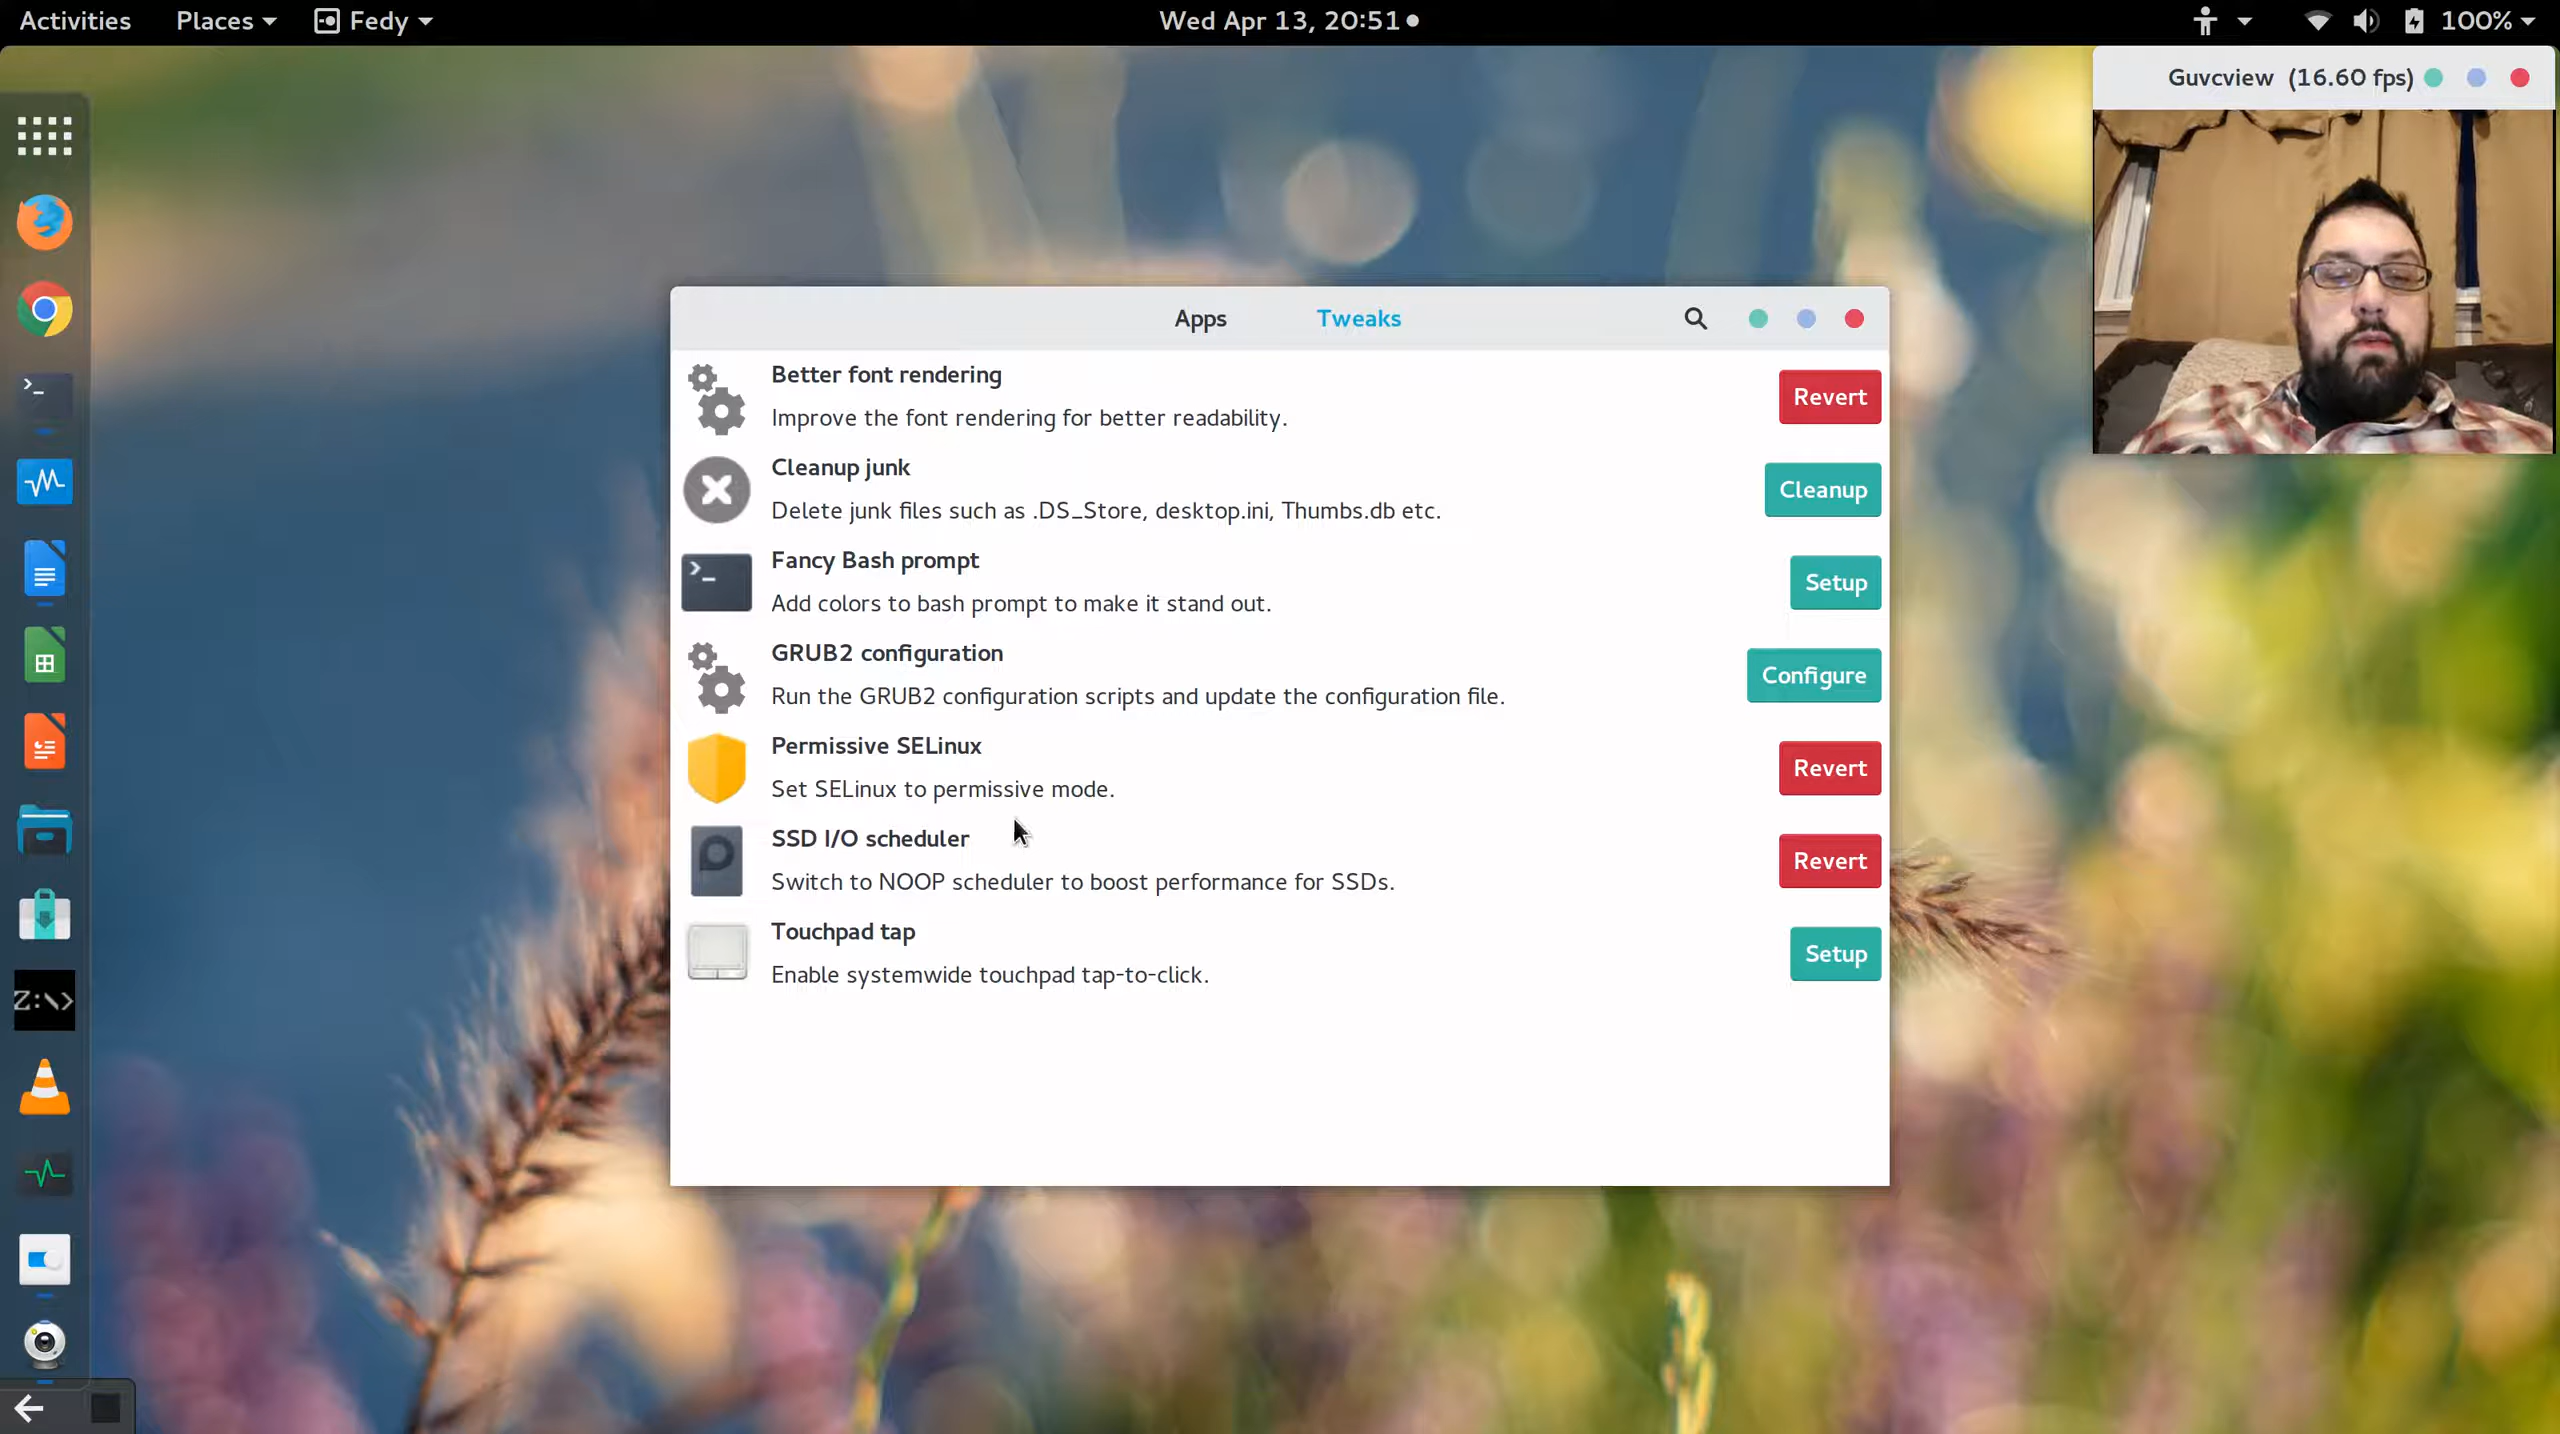 Activities Places Fedy Wed Apr 13, 20:51 100%
Guvcview (16.60 fps)
Apps Tweaks
Better font rendering
Improve the font rendering for better readability.
Revert
Cleanup junk
Delete junk files such as .DS_Store, desktop.ini, Thumbs.db etc.
Cleanup
Fancy Bash prompt
Add colors to bash prompt to make it stand out.
Setup
GRUB2 configuration
Run the GRUB2 configuration scripts and update the configuration file.
Configure
Permissive SELinux
Set SELinux to permissive mode.
Revert
SSD I/O scheduler
Switch to NOOP scheduler to boost performance for SSDs.
Revert
Touchpad tap
Enable systemwide touchpad tap-to-click.
Setup
Z:\>